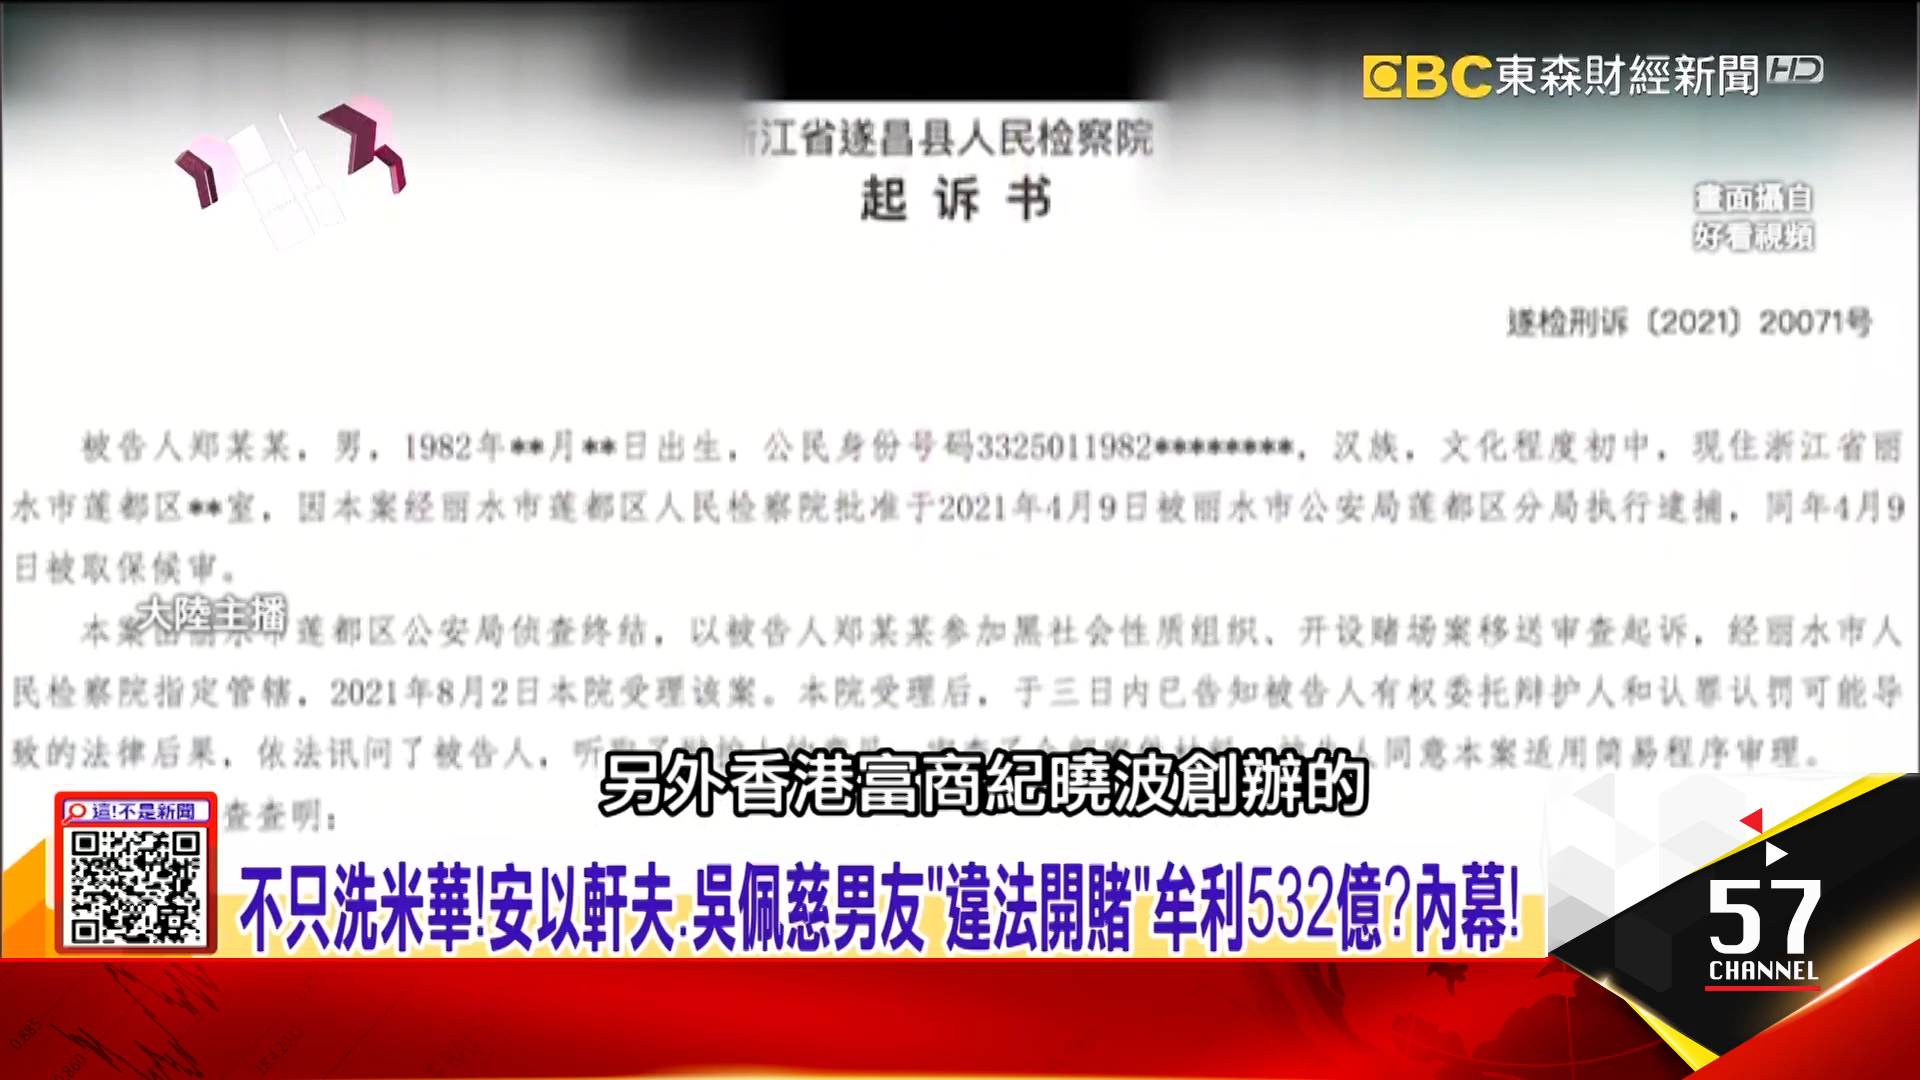 EBC東森財經新聞HD
江省遂昌县人民检察院
起诉书
畫面攝自
好看視頻
遂检刑诉〔2021〕20071号
被告人郑某某，男，1982年**月**日出生，公民身份号码3325011982********，汉族，文化程度初中，现住浙江省丽
水市莲都区**室，因本案经丽水市莲都区人民检察院批准于2021年4月9日被丽水市公安局莲都区分局执行逮捕，同年4月9
日被取保候审。
大陸主播
本案由丽水市莲都区公安局侦查终结，以被告人郑某某参加黑社会性质组织、开设赌场案移送审查起诉，经丽水市人
民检察院指定管辖，2021年8月2日本院受理该案。本院受理后，于三日内已告知被告人有权委托辩护人和认罪认罚可能导
致的法律后果，依法讯问了被告人，
同意本案适用简易程序审理。
另外香港富商紀曉波創辦的
查查明：
這!不是新聞
不只洗米華!安以軒夫.吳佩慈男友"違法開賭"牟利532億?內幕!
57
CHANNEL